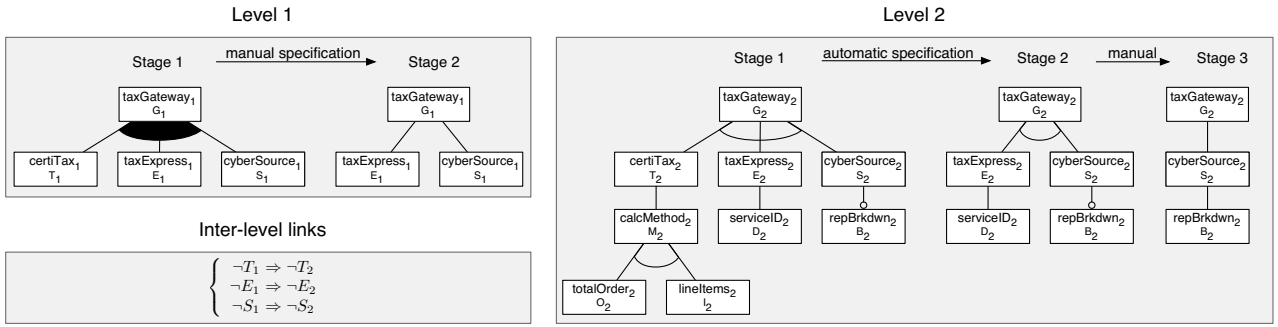 Level 1
Stage 1 manual specification Stage 2
taxGateway1
G1
certiTax1
T1
taxExpress1
E1
cyberSource1
S1
taxGateway1
G1
taxExpress1
E1
cyberSource1
S1
Inter-level links
¬T1 ⇒ ¬T2
¬E1 ⇒ ¬E2
¬S1 ⇒ ¬S2
Level 2
Stage 1 automatic specification Stage 2 manual Stage 3
taxGateway2
G2
certiTax2
T2
taxExpress2
E2
cyberSource2
S2
calcMethod2
M2
serviceID2
D2
repBrkdwn2
B2
totalOrder2
O2
lineItems2
I2
taxGateway2
G2
taxExpress2
E2
cyberSource2
S2
serviceID2
D2
repBrkdwn2
B2
taxGateway2
G2
cyberSource2
S2
repBrkdwn2
B2